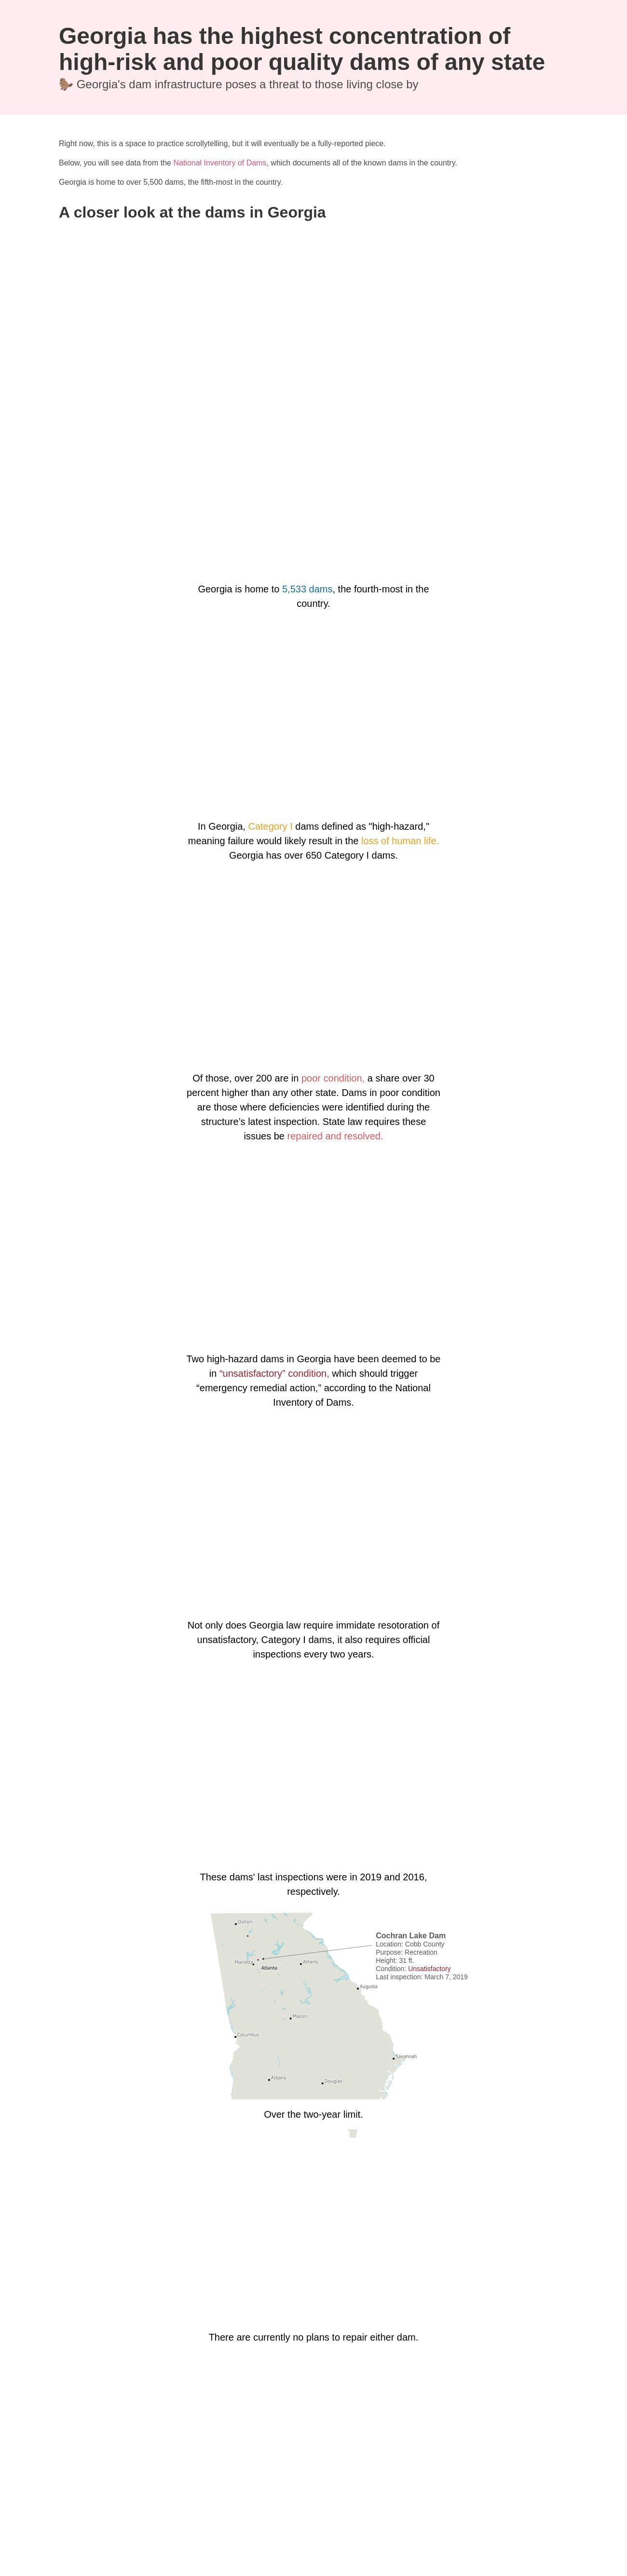 Georgia has the highest concentration of
high-risk and poor quality dams of any state
🦫 Georgia's dam infrastructure poses a threat to those living close by
Right now, this is a space to practice scrollytelling, but it will eventually be a fully-reported piece.
Below, you will see data from the National Inventory of Dams, which documents all of the known dams in the country.
Georgia is home to over 5,500 dams, the fifth-most in the country.
A closer look at the dams in Georgia
Georgia is home to 5,533 dams, the fourth-most in the
country.
In Georgia, Category I dams defined as "high-hazard,"
meaning failure would likely result in the loss of human life.
Georgia has over 650 Category I dams.
Of those, over 200 are in poor condition, a share over 30
percent higher than any other state. Dams in poor condition
are those where deficiencies were identified during the
structure's latest inspection. State law requires these
issues be repaired and resolved.
Two high-hazard dams in Georgia have been deemed to be
in “unsatisfactory” condition, which should trigger
“emergency remedial action,” according to the National
Inventory of Dams.
Not only does Georgia law require immidate resotoration of
unsatisfactory, Category I dams, it also requires official
inspections every two years.
These dams' last inspections were in 2019 and 2016,
respectively.
Dalton
Cochran Lake Dam
Location: Cobb County
Purpose: Recreation
Height: 31 ft.
Condition: Unsatisfactory
Last inspection: March 7, 2019
Marietta
Atlanta
Athens
Augusta
Macon
Columbus
Savannah
Albany
Douglas
Over the two-year limit.
There are currently no plans to repair either dam.